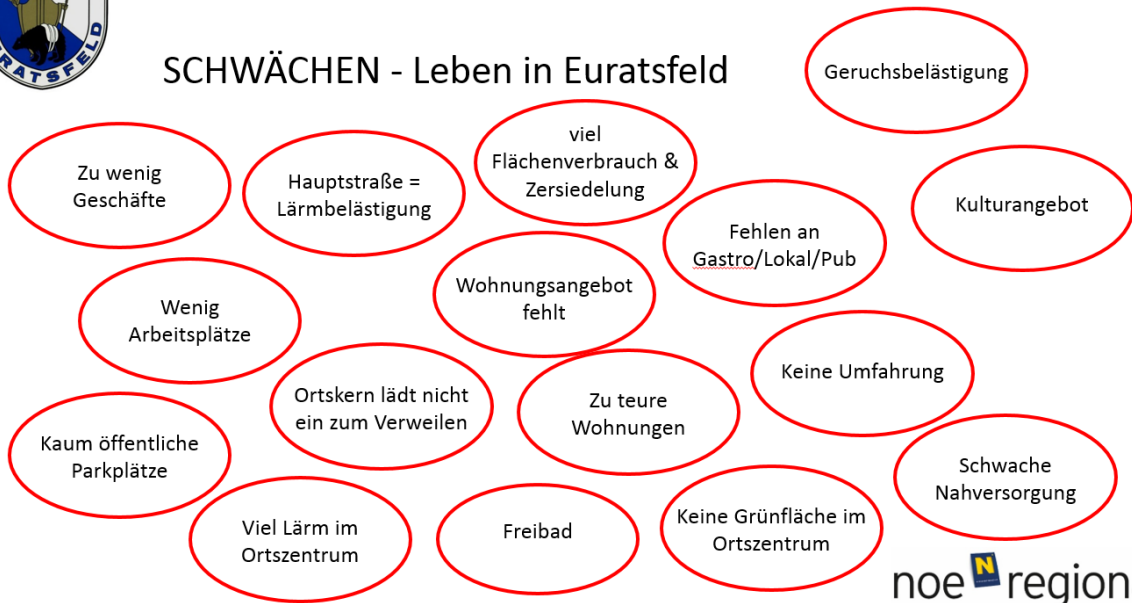 SCHWÄCHEN - Leben in Euratsfeld
Geruchsbelästigung
viel
Flächenverbrauch &
Zersiedelung
Zu wenig
Geschäfte
Hauptstraße =
Lärmbelästigung
Kulturangebot
Fehlen an
Gastro/Lokal/Pub
Wohnungsangebot
fehlt
Wenig
Arbeitsplätze
Keine Umfahrung
Ortskern lädt nicht
ein zum Verweilen
Zu teure
Wohnungen
Kaum öffentliche
Parkplätze
Schwache
Nahversorgung
Viel Lärm im
Ortszentrum
Freibad
Keine Grünfläche im
Ortszentrum
URATSFELD
noe N region